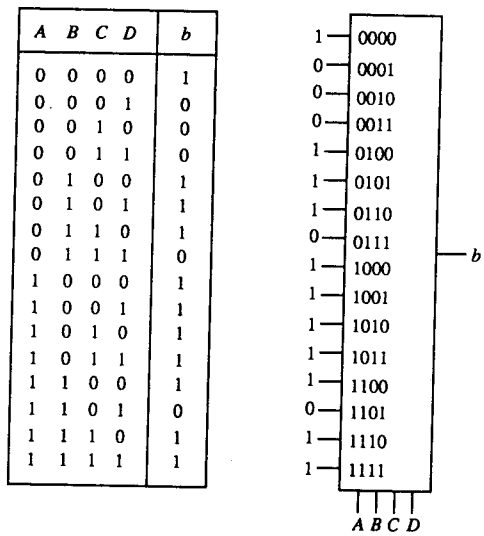 A B C D b
0 0 0 0 1
0 0 0 1 0
0 0 1 0 0
0 0 1 1 0
0 1 0 0 1
0 1 0 1 1
0 1 1 0 1
0 1 1 1 0
1 0 0 0 1
1 0 0 1 1
1 0 1 0 1
1 0 1 1 1
1 1 0 0 1
1 1 0 1 0
1 1 1 0 1
1 1 1 1 1
1 0000
0 0001
0 0010
0 0011
1 0100
1 0101
1 0110
0 0111
1 1000
1 1001
1 1010
1 1011
1 1100
0 1101
1 1110
1 1111
b
A B C D